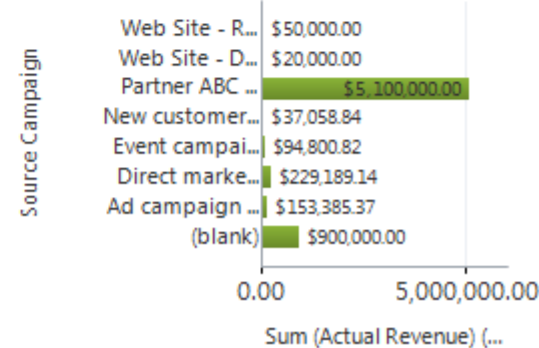 Source Campaign
Web Site - R... $50,000.00
Web Site - D... $20,000.00
Partner ABC ... $5,100,000.00
New customer... $37,058.84
Event campai... $94,800.82
Direct marke... $229,189.14
Ad campaign ... $153,385.37
(blank) $900,000.00
0.00 5,000,000.00
Sum (Actual Revenue) (...